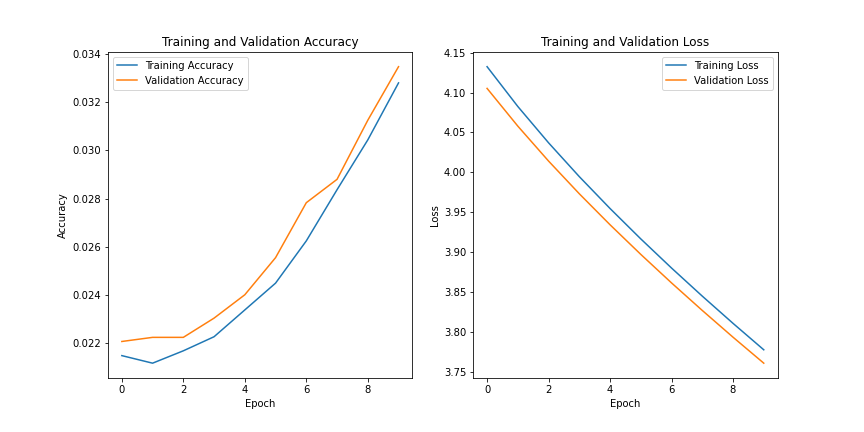 Training and Validation Accuracy
0.034
0.032
0.030
0.028
0.026
0.024
0.022
Accuracy
Training Accuracy
Validation Accuracy
0 2 4 6 8
Epoch
Training and Validation Loss
4.15
4.10
4.05
4.00
3.95
3.90
3.85
3.80
3.75
Loss
Training Loss
Validation Loss
0 2 4 6 8
Epoch